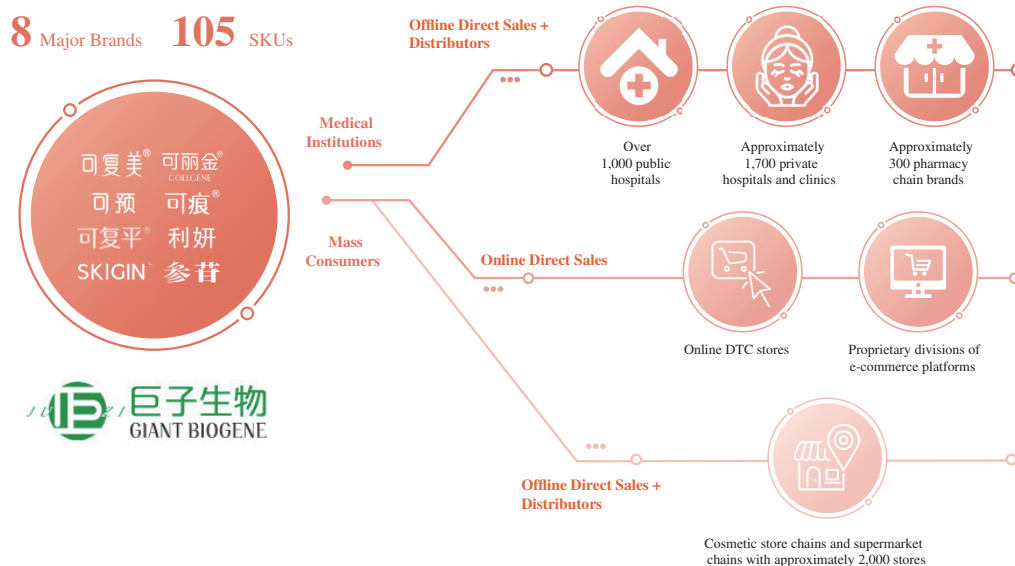 8 Major Brands 105 SKUs
可复美® 可丽金®
COLLGENE
可预 可痕®
可复平® 利妍
SKIGIN 参苷
JU ZI 巨子生物
GIANT BIOGENE
Medical
Institutions
Mass
Consumers
Offline Direct Sales +
Distributors
Over
1,000 public
hospitals
Approximately
1,700 private
hospitals and clinics
Approximately
300 pharmacy
chain brands
Online Direct Sales
Online DTC stores
Proprietary divisions of
e-commerce platforms
Offline Direct Sales +
Distributors
Cosmetic store chains and supermarket
chains with approximately 2,000 stores